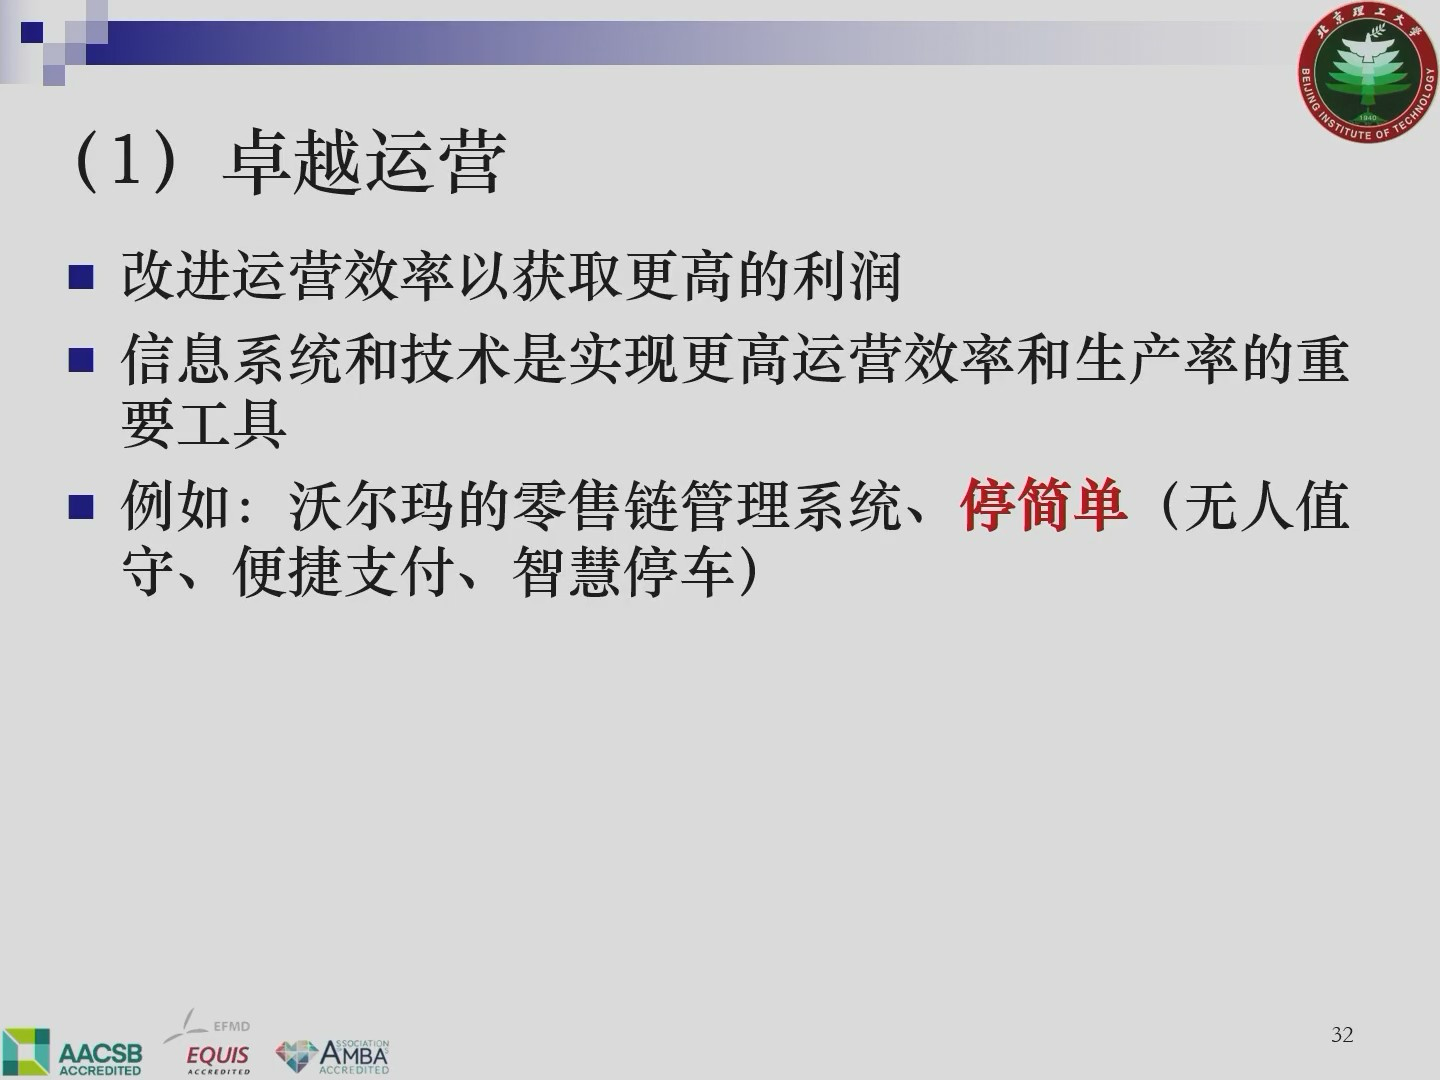 北京理工大学
BEIJING INSTITUTE OF TECHNOLOGY
1940
（1）卓越运营
改进运营效率以获取更高的利润
信息系统和技术是实现更高运营效率和生产率的重
要工具
例如：沃尔玛的零售链管理系统、停简单（无人值
守、便捷支付、智慧停车）
AACSB
ACCREDITED
EFMD
EQUIS
ACCREDITED
ASSOCIATION
AMBA
ACCREDITED
32